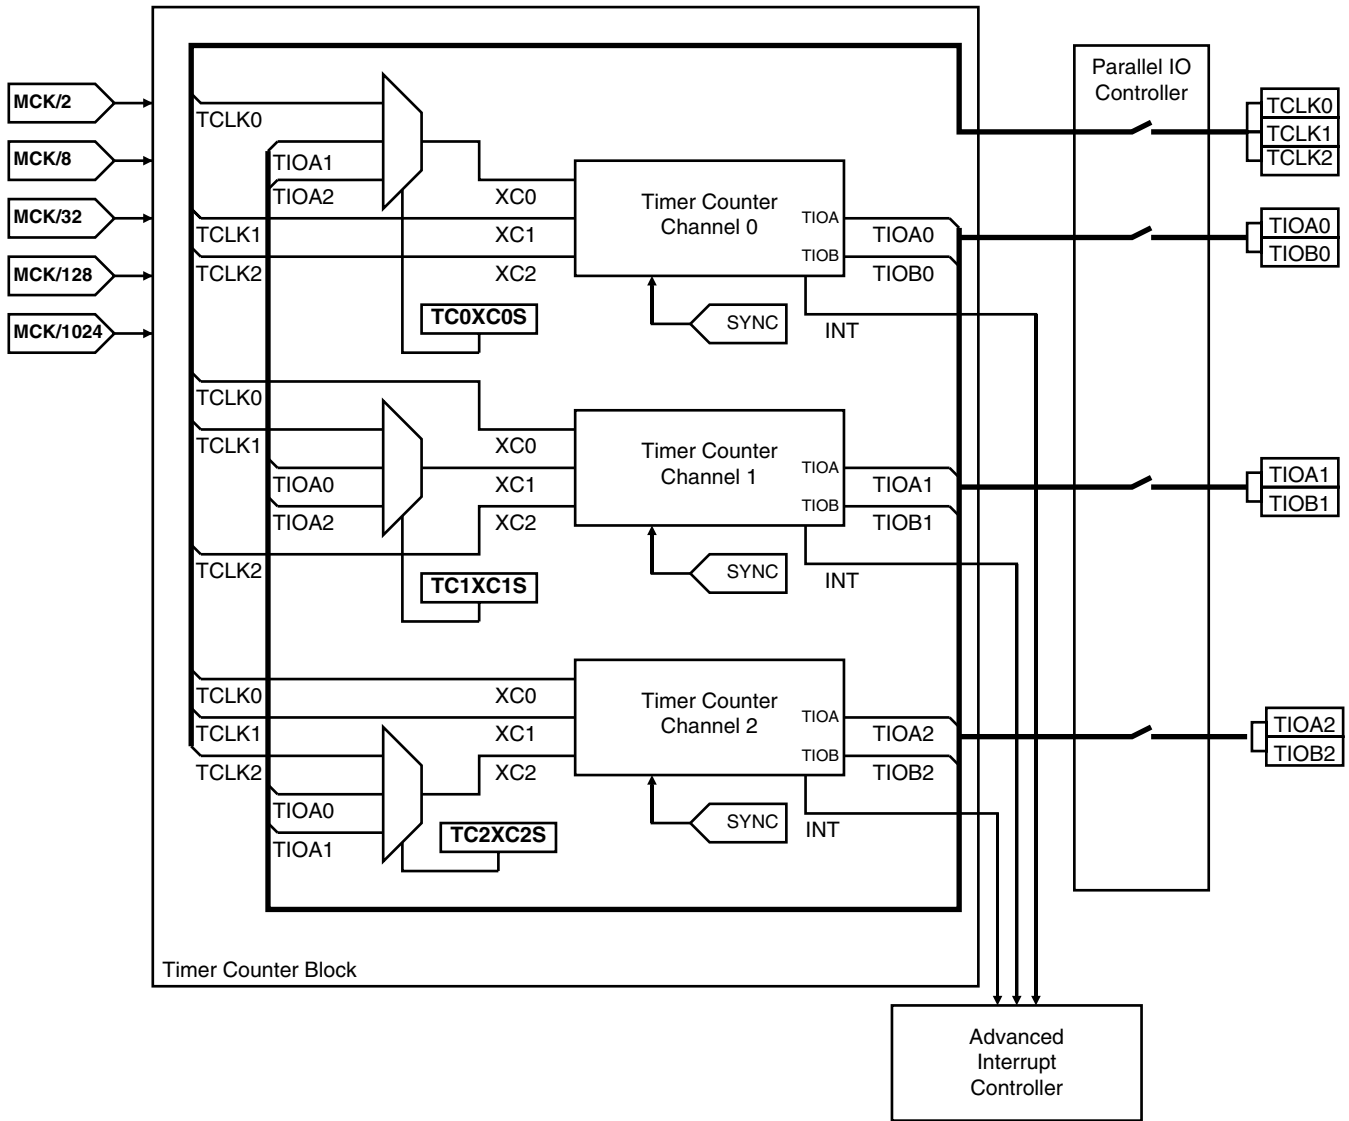 MCK/2
MCK/8
MCK/32
MCK/128
MCK/1024
TCLK0
TIOA1
TIOA2
TCLK1
TCLK2
XC0
XC1
XC2
TC0XC0S
Timer Counter
Channel 0
TIOA
TIOB
TIOA0
TIOB0
SYNC
INT
TCLK0
TCLK1
TIOA0
TIOA2
TCLK2
XC0
XC1
XC2
TC1XC1S
Timer Counter
Channel 1
TIOA
TIOB
TIOA1
TIOB1
SYNC
INT
TCLK0
TCLK1
TCLK2
TIOA0
TIOA1
XC0
XC1
XC2
TC2XC2S
Timer Counter
Channel 2
TIOA
TIOB
TIOA2
TIOB2
SYNC
INT
Timer Counter Block
Parallel IO
Controller
TCLK0
TCLK1
TCLK2
TIOA0
TIOB0
TIOA1
TIOB1
TIOA2
TIOB2
Advanced
Interrupt
Controller